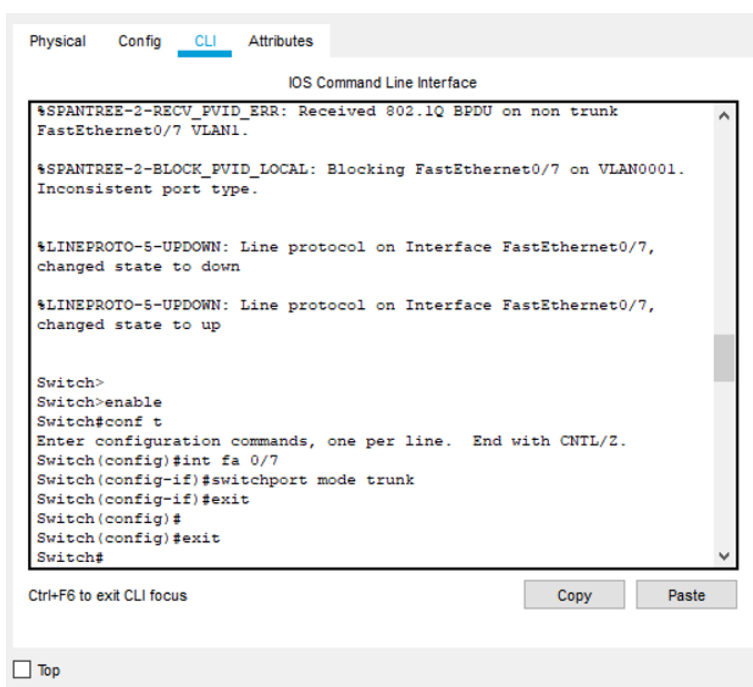 Physical Config CLI Attributes
IOS Command Line Interface
%SPANTREE-2-RECV_PVID_ERR: Received 802.1Q BPDU on non trunk
FastEthernet0/7 VLAN1.
%SPANTREE-2-BLOCK_PVID_LOCAL: Blocking FastEthernet0/7 on VLAN0001.
Inconsistent port type.
%LINEPROTO-5-UPDOWN: Line protocol on Interface FastEthernet0/7,
changed state to down
%LINEPROTO-5-UPDOWN: Line protocol on Interface FastEthernet0/7,
changed state to up
Switch>
Switch>enable
Switch#conf t
Enter configuration commands, one per line.  End with CNTL/Z.
Switch(config)#int fa 0/7
Switch(config-if)#switchport mode trunk
Switch(config-if)#exit
Switch(config)#
Switch(config)#exit
Switch#
Ctrl+F6 to exit CLI focus Copy Paste
Top